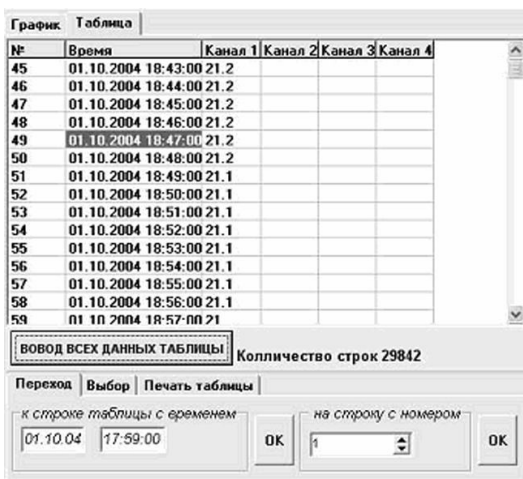 График Таблица
№ Время Канал 1 Канал 2 Канал 3 Канал 4
45 01.10.2004 18:43:00 21.2
46 01.10.2004 18:44:00 21.2
47 01.10.2004 18:45:00 21.2
48 01.10.2004 18:46:00 21.2
49 01.10.2004 18:47:00 21.2
50 01.10.2004 18:48:00 21.2
51 01.10.2004 18:49:00 21.1
52 01.10.2004 18:50:00 21.1
53 01.10.2004 18:51:00 21.1
54 01.10.2004 18:52:00 21.1
55 01.10.2004 18:53:00 21.1
56 01.10.2004 18:54:00 21.1
57 01.10.2004 18:55:00 21.1
58 01.10.2004 18:56:00 21.1
59 01.10.2004 18:57:00 21
ВОВОД ВСЕХ ДАННЫХ ТАБЛИЦЫ Колличество строк 29842
Переход Выбор Печать таблицы
к строке таблицы с временем на строку с номером
01.10.04 17:59:00 OK 1 OK